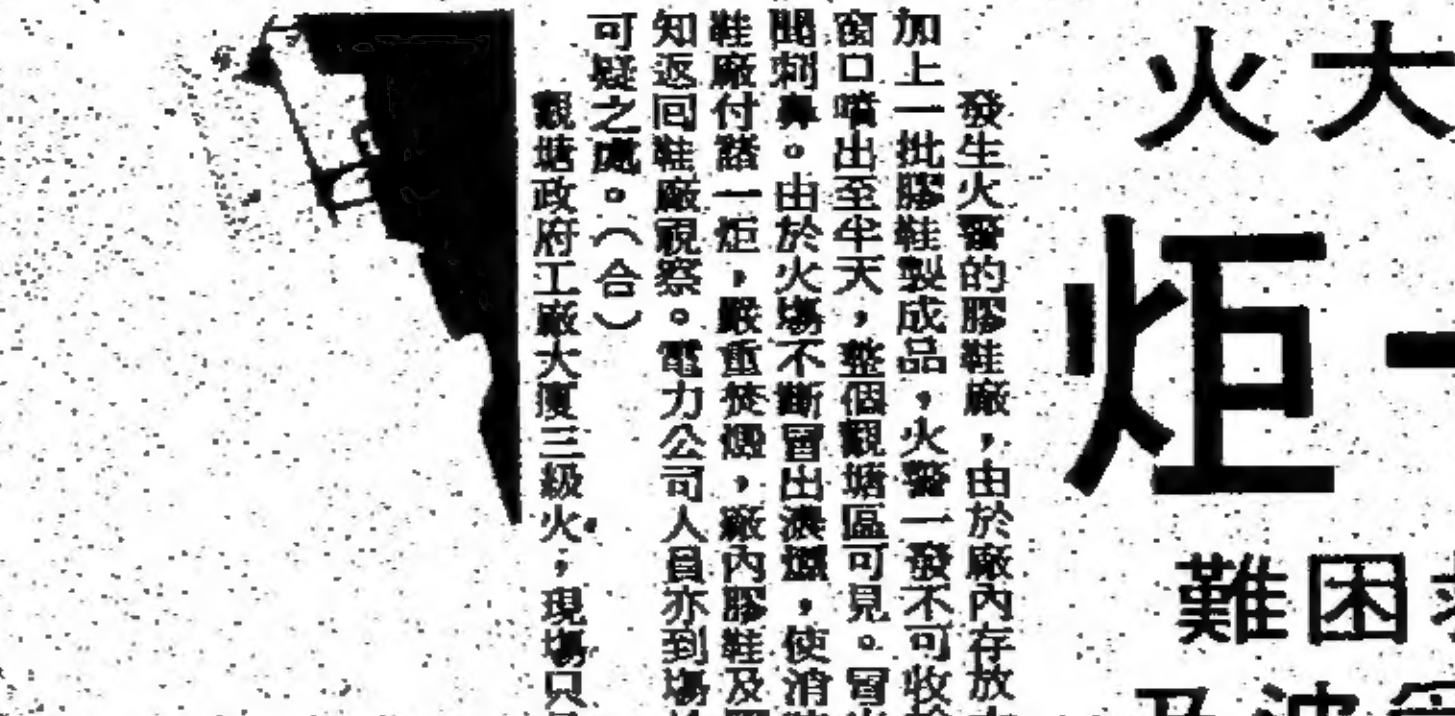 大火
一炬
困難
發生火警的膠鞋廠，由於廠內存放
加上一批膠鞋製成品，火警一發不可收
窗口噴出至半天，整個觀塘區可見。冒
聞刺鼻。由於火場不斷冒出濃煙，使消
鞋廠付諸一炬，嚴重焚燬，廠內膠鞋及
知返回鞋廠視察。電力公司人員亦到場
可疑之處。（合）
觀塘政府工廠大廈三級火，現場只